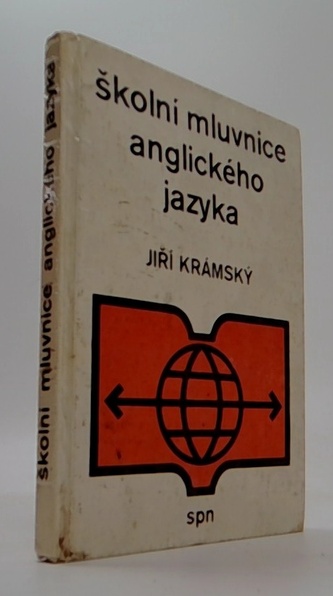 školní mluvnice
anglického
jazyka
JIŘÍ KRÁMSKÝ
spn
školní mluvnice anglického jazyka